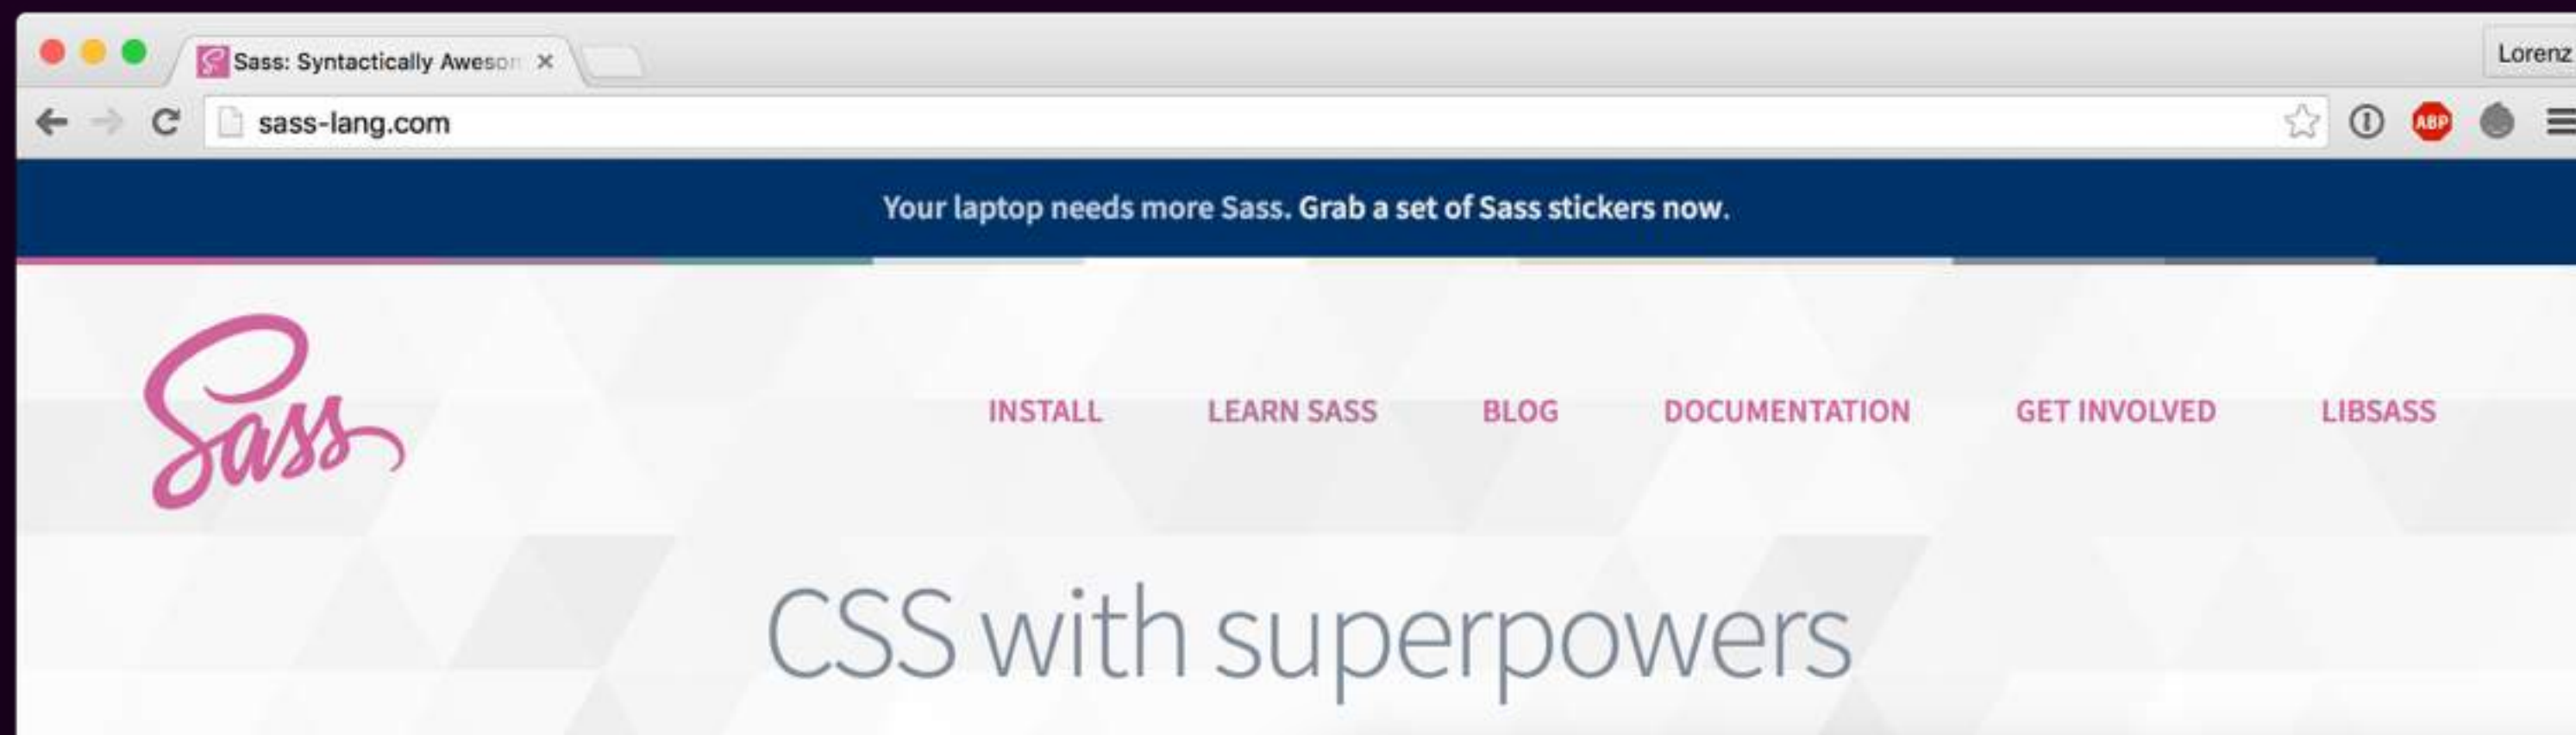 Sass: Syntactically Aweson
Lorenz
sass-lang.com
ABP
Your laptop needs more Sass. Grab a set of Sass stickers now.
Sass
INSTALL LEARN SASS BLOG DOCUMENTATION GET INVOLVED LIBSASS
CSS with superpowers